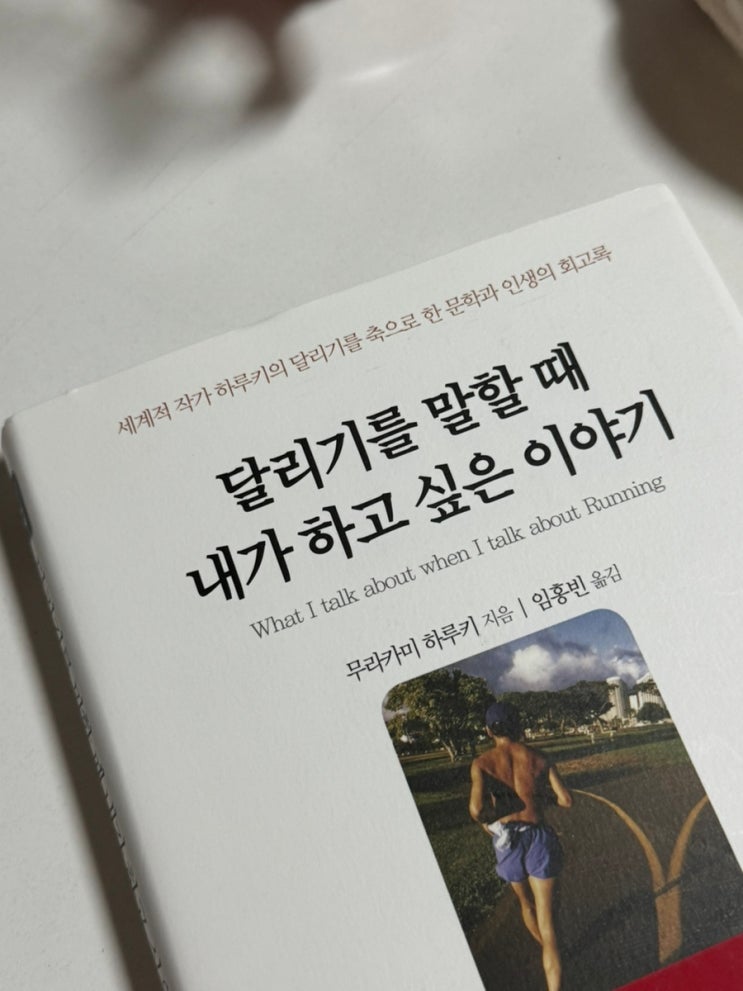 세계적 작가 하루키의 달리기를 축으로 한 문학과 인생의 회고록
달리기를 말할 때
내가 하고 싶은 이야기
What I talk about when I talk about Running
무라카미 하루키 지음 | 임홍빈 옮김